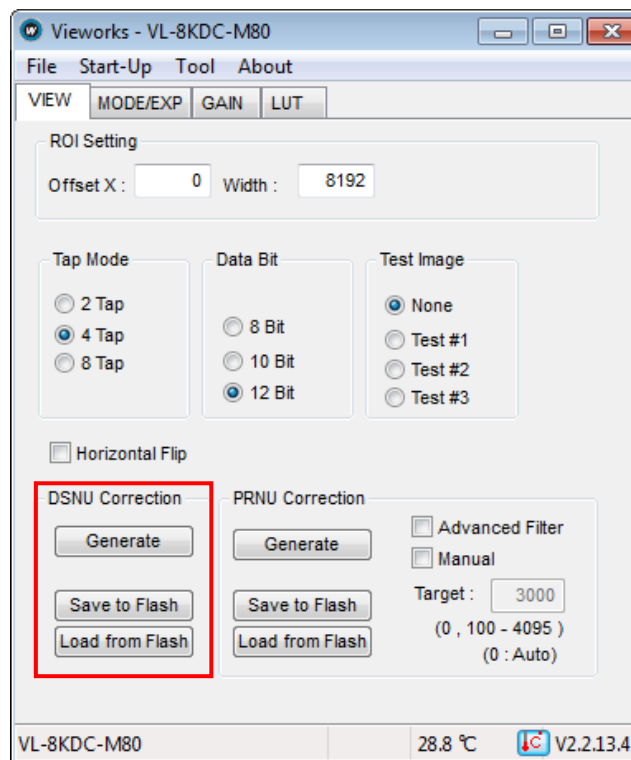 Vieworks - VL-8KDC-M80
File Start-Up Tool About
VIEW MODE/EXP GAIN LUT
ROI Setting
Offset X : 0 Width : 8192
Tap Mode
2 Tap
4 Tap
8 Tap
Data Bit
8 Bit
10 Bit
12 Bit
Test Image
None
Test #1
Test #2
Test #3
Horizontal Flip
DSNU Correction
Generate
Save to Flash
Load from Flash
PRNU Correction
Generate
Save to Flash
Load from Flash
Advanced Filter
Manual
Target : 3000
(0 , 100 - 4095 )
(0 : Auto)
VL-8KDC-M80 28.8 ℃ V2.2.13.4